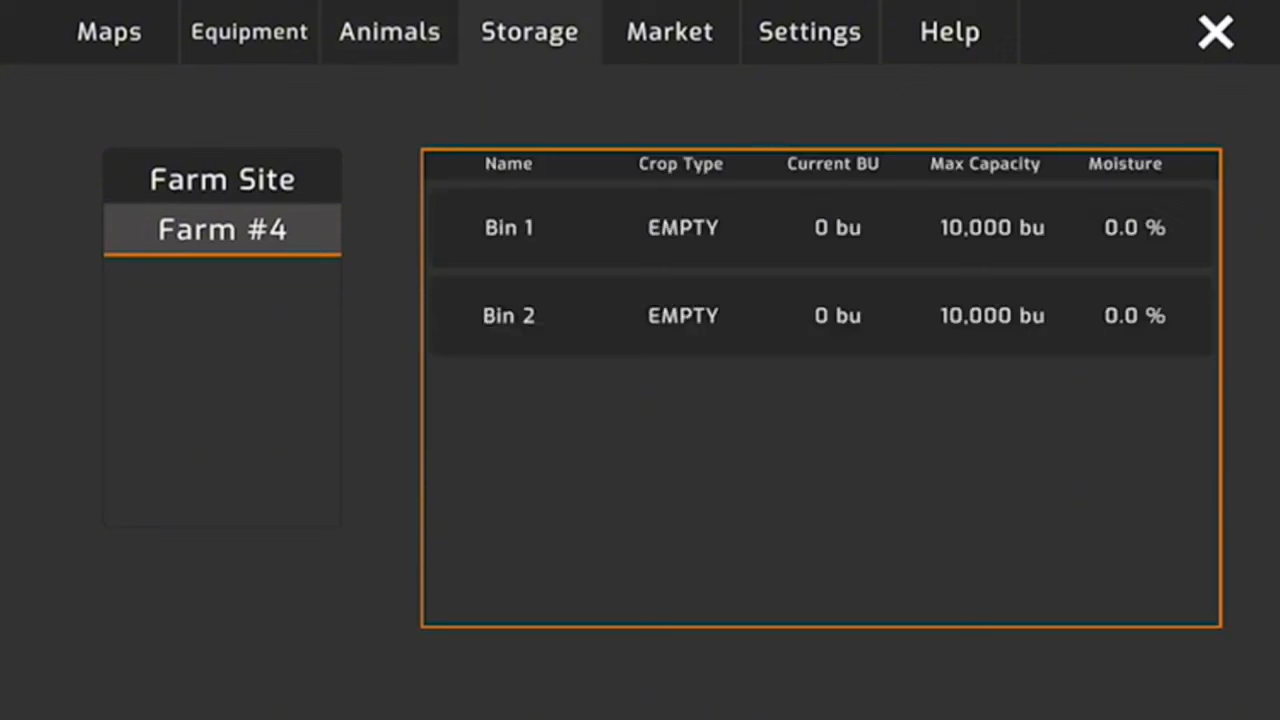 Maps Equipment Animals Storage Market Settings Help
Farm Site
Farm #4
Name Crop Type Current BU Max Capacity Moisture
Bin 1 EMPTY 0 bu 10,000 bu 0.0 %
Bin 2 EMPTY 0 bu 10,000 bu 0.0 %